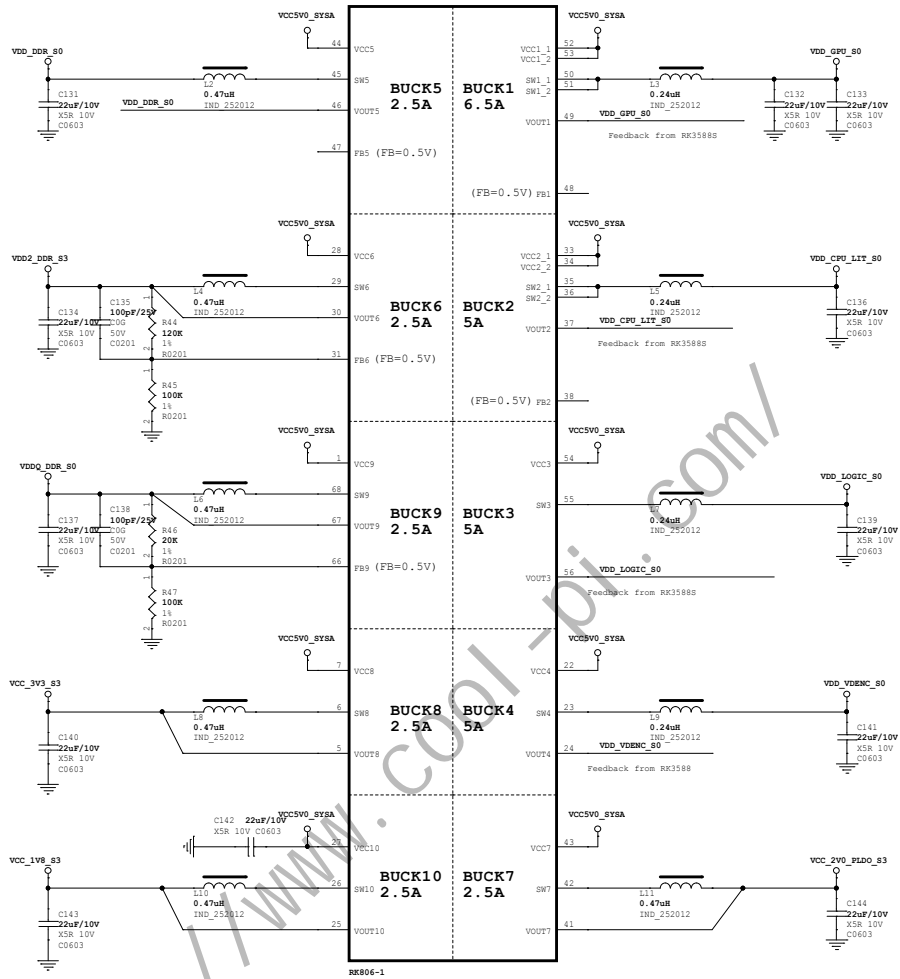 VCC5V0_SYSA
44
VCC5
VDD_DDR_S0
45
SW5
L2
0.47uH
IND_252012
C131
22uF/10V
X5R 10V
C0603
VDD_DDR_S0
46
VOUT5
47
FB5 (FB=0.5V)
BUCK5
2.5A
BUCK1
6.5A
VCC5V0_SYSA
52
VCC1_1
53
VCC1_2
50
SW1_1
51
SW1_2
L3
0.24uH
IND_252012
VDD_GPU_S0
C132
22uF/10V
X5R 10V
C0603
C133
22uF/10V
X5R 10V
C0603
49
VOUT1
VDD_GPU_S0
Feedback from RK3588S
(FB=0.5V) FB1
48
VCC5V0_SYSA
28
VCC6
VDD2_DDR_S3
29
SW6
L4
0.47uH
IND_252012
C134
22uF/10V
X5R 10V
C0603
C135
100pF/25V
C0G
50V
C0201
1
R44
120K
1%
R0201
2
30
VOUT6
31
FB6 (FB=0.5V)
1
R45
100K
1%
R0201
2
BUCK6
2.5A
BUCK2
5A
VCC5V0_SYSA
33
VCC2_1
34
VCC2_2
35
SW2_1
36
SW2_2
L5
0.24uH
IND_252012
VDD_CPU_LIT_S0
C136
22uF/10V
X5R 10V
C0603
37
VOUT2
VDD_CPU_LIT_S0
Feedback from RK3588S
(FB=0.5V) FB2
38
VCC5V0_SYSA
1
VCC9
VDDQ_DDR_S0
68
SW9
L6
0.47uH
IND_252012
C137
22uF/10V
X5R 10V
C0603
C138
100pF/25V
C0G
50V
C0201
1
R46
20K
1%
R0201
2
67
VOUT9
66
FB9 (FB=0.5V)
1
R47
100K
1%
R0201
2
BUCK9
2.5A
BUCK3
5A
VCC5V0_SYSA
54
VCC3
55
SW3
L7
0.24uH
IND_252012
VDD_LOGIC_S0
C139
22uF/10V
X5R 10V
C0603
56
VOUT3
VDD_LOGIC_S0
Feedback from RK3588S
VCC5V0_SYSA
7
VCC8
VCC_3V3_S3
6
SW8
L8
0.47uH
IND_252012
C140
22uF/10V
X5R 10V
C0603
5
VOUT8
BUCK8
2.5A
BUCK4
5A
VCC5V0_SYSA
22
VCC4
23
SW4
L9
0.24uH
IND_252012
VDD_VDENC_S0
C141
22uF/10V
X5R 10V
C0603
24
VOUT4
VDD_VDENC_S0
Feedback from RK3588
C142
22uF/10V
X5R 10V C0603
VCC5V0_SYSA
27
VCC10
VCC_1V8_S3
26
SW10
L10
0.47uH
IND_252012
C143
22uF/10V
X5R 10V
C0603
25
VOUT10
BUCK10
2.5A
BUCK7
2.5A
VCC5V0_SYSA
43
VCC7
42
SW7
L11
0.47uH
IND_252012
VCC_2V0_PLDO_S3
C144
22uF/10V
X5R 10V
C0603
41
VOUT7
RK806-1
//www.cool-pi.com/